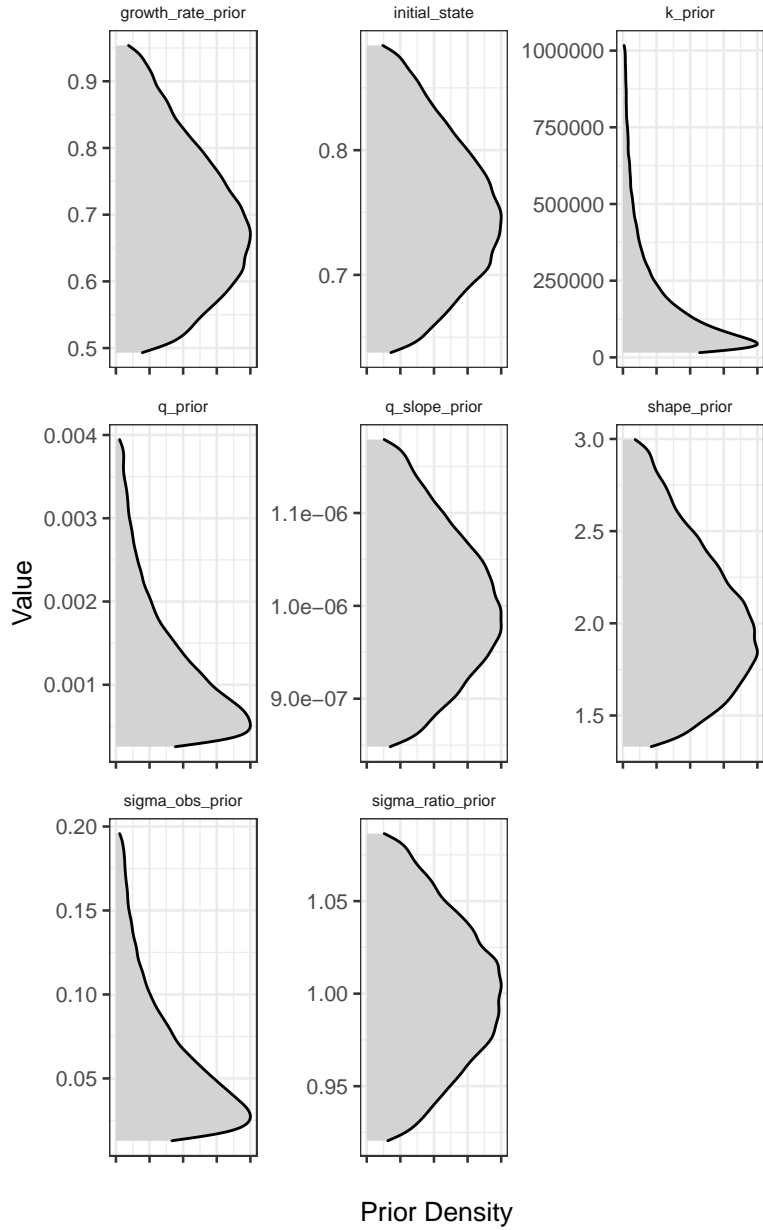 growth_rate_prior
initial_state
k_prior
0.9
0.8
0.7
0.6
0.5
0.8
0.7
1000000
750000
500000
250000
0
q_prior
q_slope_prior
shape_prior
0.004
0.003
0.002
0.001
1.1e-06
1.0e-06
9.0e-07
3.0
2.5
2.0
1.5
Value
sigma_obs_prior
sigma_ratio_prior
0.20
0.15
0.10
0.05
1.05
1.00
0.95
Prior Density